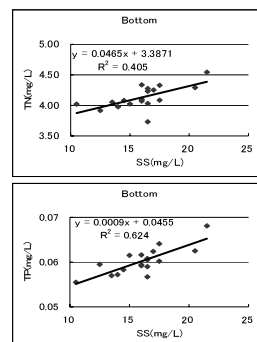 Bottom
y = 0.0465x + 3.3871
R² = 0.405
5.00
4.50
4.00
3.50
TN(mg/L)
10 15 20 25
SS(mg/L)
Bottom
y = 0.0009x + 0.0455
R² = 0.624
0.07
0.06
0.05
TP(mg/L)
10 15 20 25
SS(mg/L)